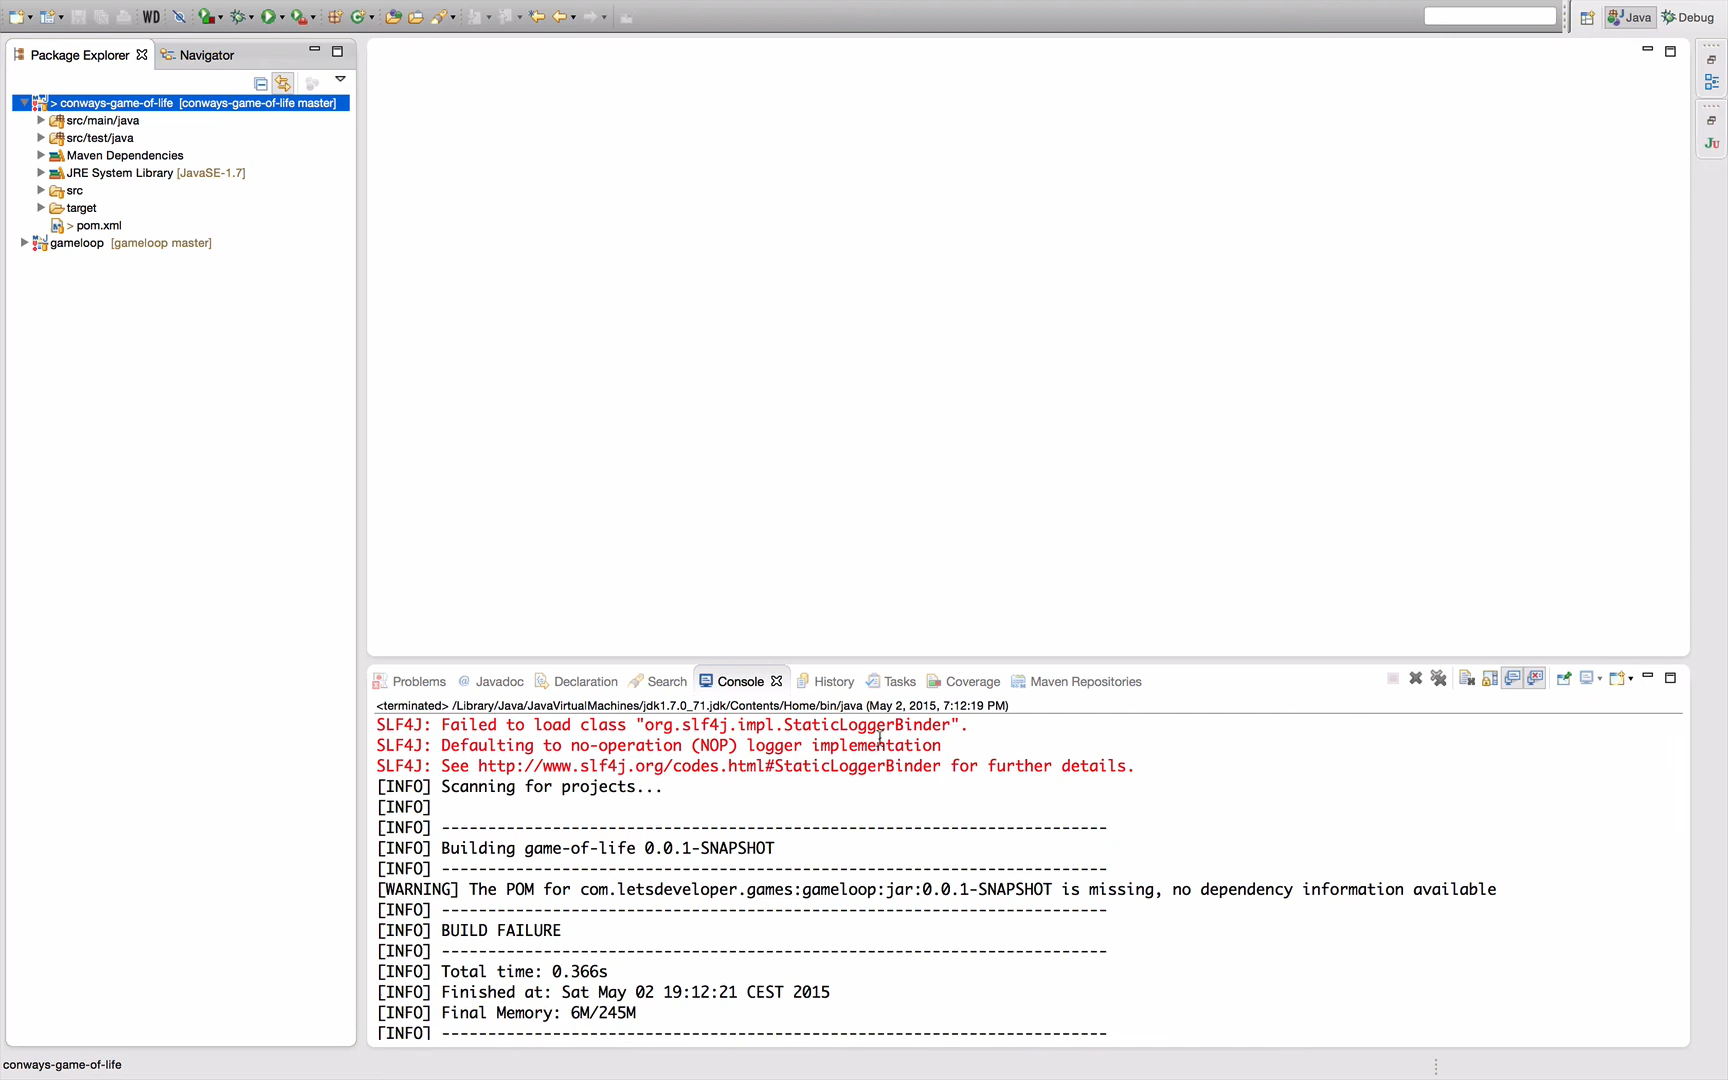 WD
Java
Debug
Package Explorer
Navigator
> conways-game-of-life [conways-game-of-life master]
src/main/java
src/test/java
Maven Dependencies
JRE System Library [JavaSE-1.7]
src
target
> pom.xml
gameloop [gameloop master]
Ju
Problems
@ Javadoc
Declaration
Search
Console
History
Tasks
Coverage
Maven Repositories
<terminated> /Library/Java/JavaVirtualMachines/jdk1.7.0_71.jdk/Contents/Home/bin/java (May 2, 2015, 7:12:19 PM)
SLF4J: Failed to load class "org.slf4j.impl.StaticLoggerBinder".
SLF4J: Defaulting to no-operation (NOP) logger implementation
SLF4J: See http://www.slf4j.org/codes.html#StaticLoggerBinder for further details.
[INFO] Scanning for projects...
[INFO]
[INFO] ------------------------------------------------------------------------
[INFO] Building game-of-life 0.0.1-SNAPSHOT
[INFO] ------------------------------------------------------------------------
[WARNING] The POM for com.letsdeveloper.games:gameloop:jar:0.0.1-SNAPSHOT is missing, no dependency information available
[INFO] ------------------------------------------------------------------------
[INFO] BUILD FAILURE
[INFO] ------------------------------------------------------------------------
[INFO] Total time: 0.366s
[INFO] Finished at: Sat May 02 19:12:21 CEST 2015
[INFO] Final Memory: 6M/245M
[INFO] ------------------------------------------------------------------------
conways-game-of-life